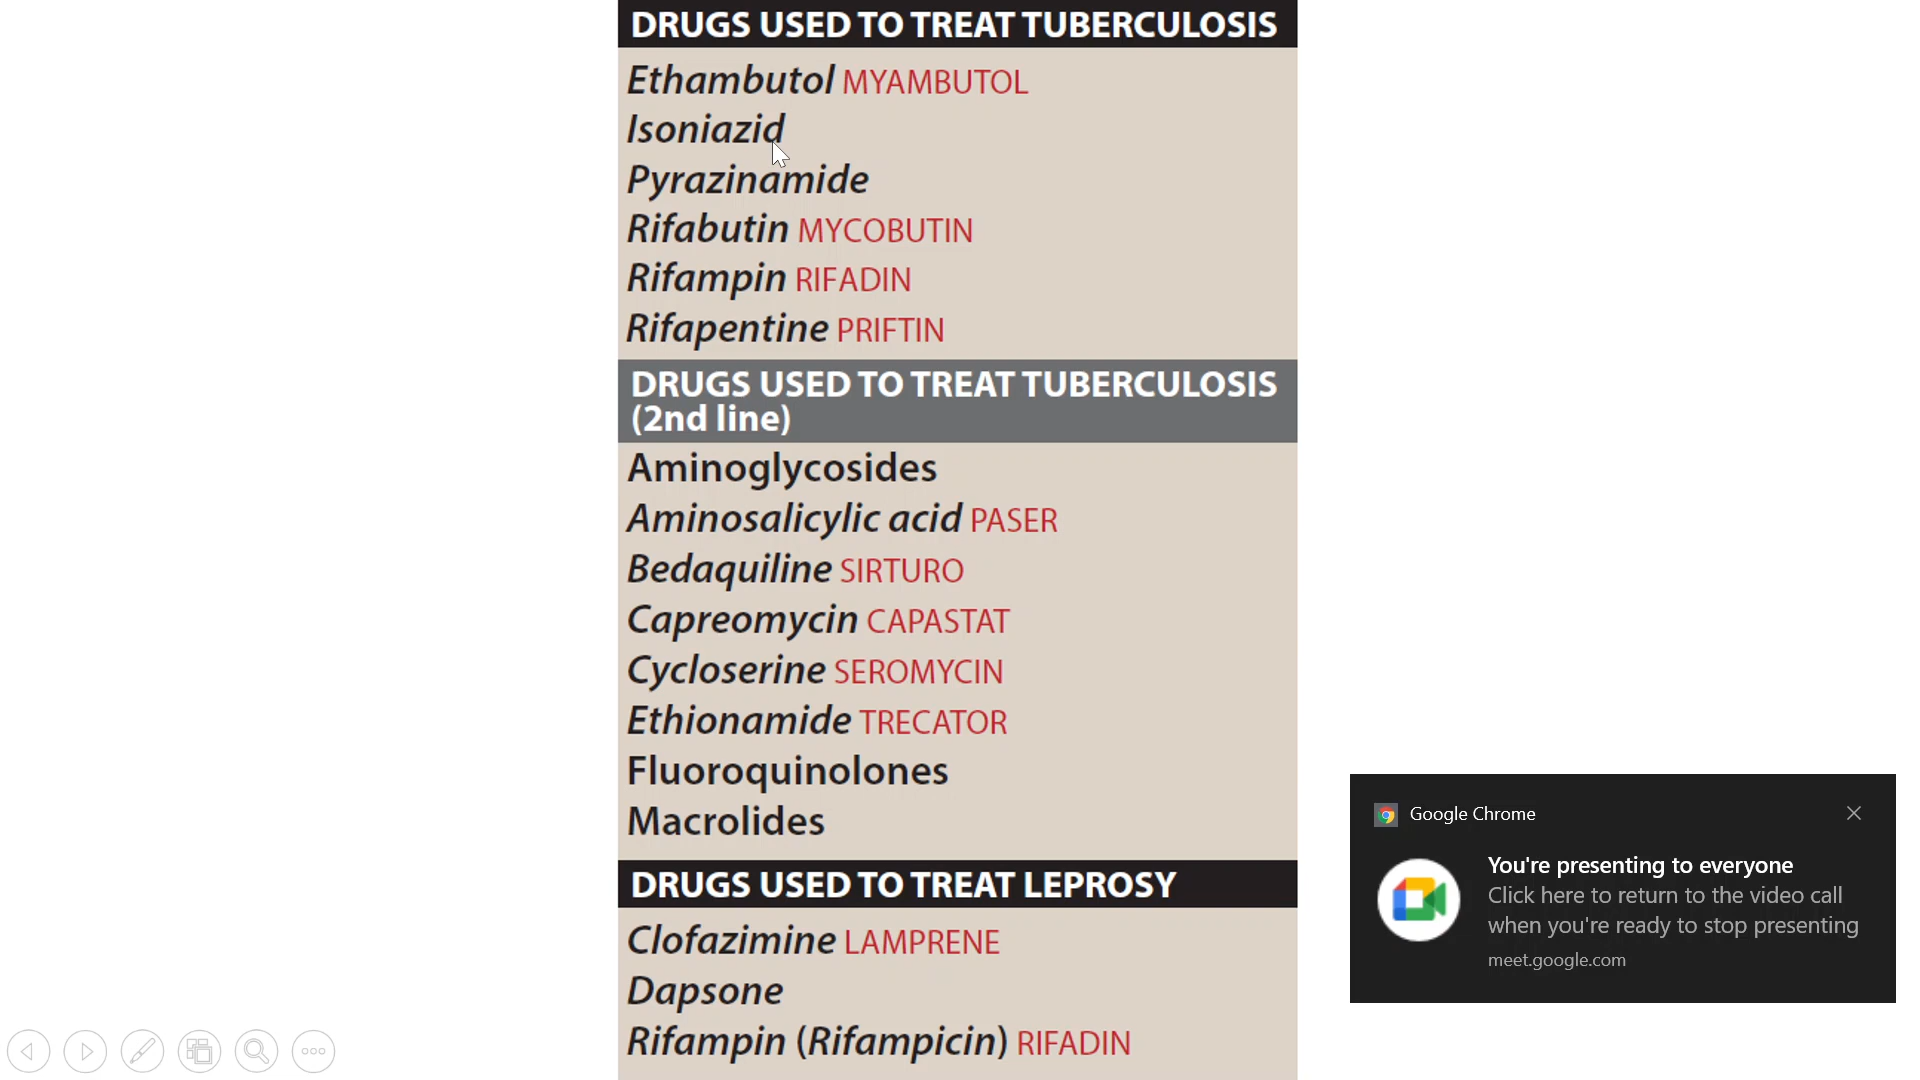 DRUGS USED TO TREAT TUBERCULOSIS
Ethambutol MYAMBUTOL
Isoniazid
Pyrazinamide
Rifabutin MYCOBUTIN
Rifampin RIFADIN
Rifapentine PRIFTIN
DRUGS USED TO TREAT TUBERCULOSIS
(2nd line)
Aminoglycosides
Aminosalicylic acid PASER
Bedaquiline SIRTURO
Capreomycin CAPASTAT
Cycloserine SEROMYCIN
Ethionamide TRECATOR
Fluoroquinolones
Macrolides
DRUGS USED TO TREAT LEPROSY
Clofazimine LAMPRENE
Dapsone
Rifampin (Rifampicin) RIFADIN
Google Chrome
You're presenting to everyone
Click here to return to the video call
when you're ready to stop presenting
meet.google.com